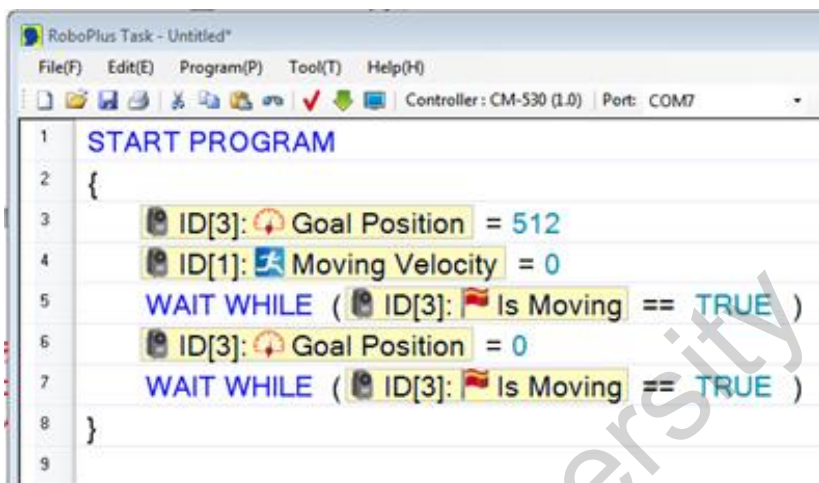 RoboPlus Task - Untitled*
File(F) Edit(E) Program(P) Tool(T) Help(H)
Controller : CM-530 (1.0) Port: COM7
1 START PROGRAM
2 {
3 ID[3]: Goal Position = 512
4 ID[1]: Moving Velocity = 0
5 WAIT WHILE ( ID[3]: Is Moving == TRUE )
6 ID[3]: Goal Position = 0
7 WAIT WHILE ( ID[3]: Is Moving == TRUE )
8 }
9